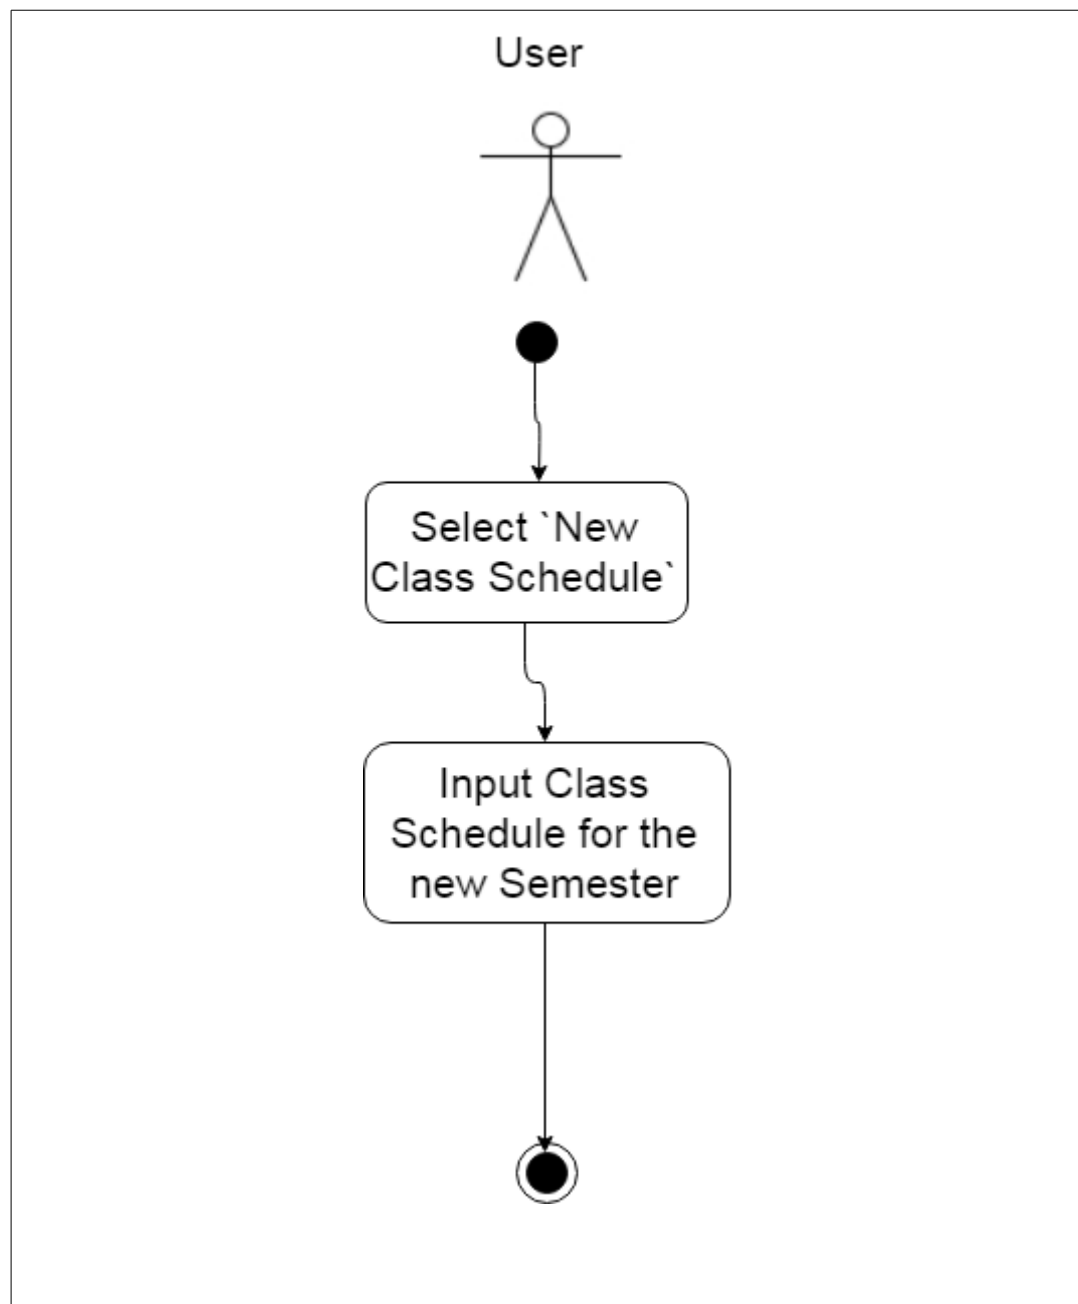 User
Select `New
Class Schedule`
Input Class
Schedule for the
new Semester